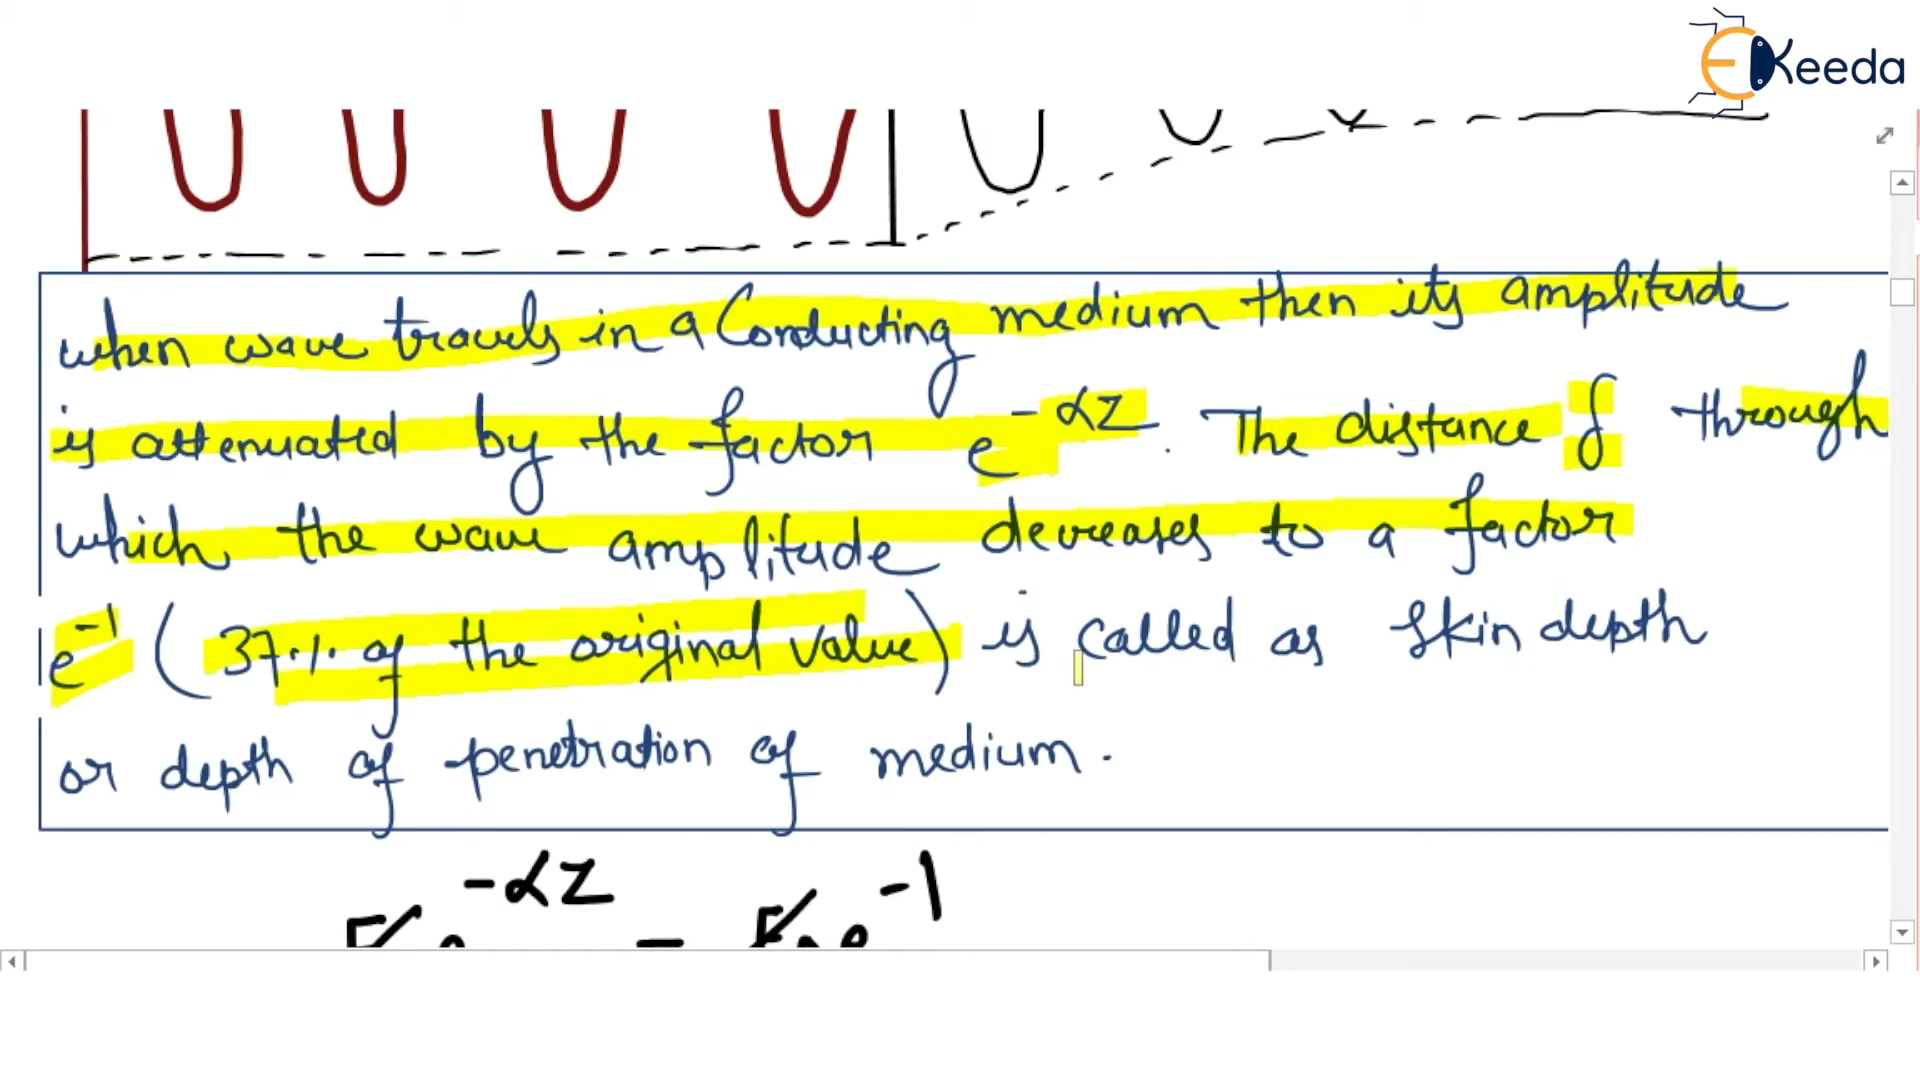 EKeeda
when wave travels in a Conducting medium then its amplitude
is attenuated by the factor e^-αz. The distance δ through
which the wave amplitude decreases to a factor
e^-1 (37% of the original value) is called as skin depth
or depth of penetration of medium.
-αz = -1